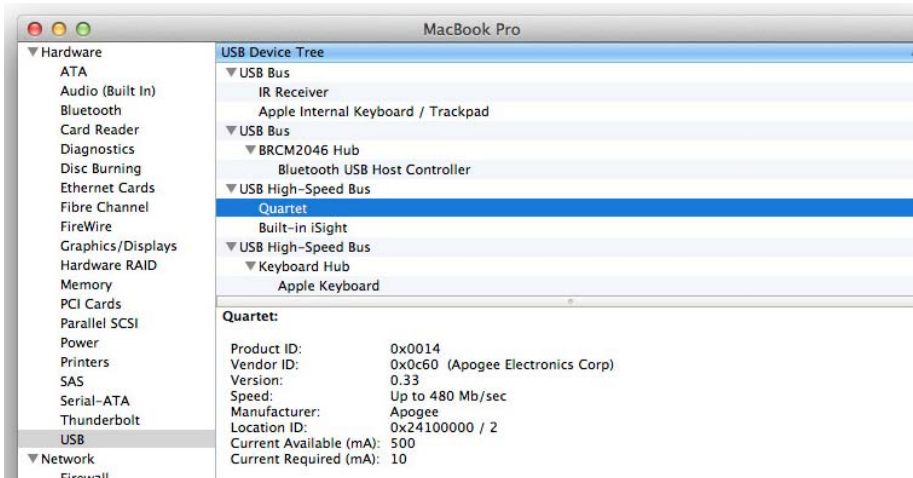 MacBook Pro
Hardware
ATA
Audio (Built In)
Bluetooth
Card Reader
Diagnostics
Disc Burning
Ethernet Cards
Fibre Channel
FireWire
Graphics/Displays
Hardware RAID
Memory
PCI Cards
Parallel SCSI
Power
Printers
SAS
Serial-ATA
Thunderbolt
USB
Network
Firewall
USB Device Tree
USB Bus
IR Receiver
Apple Internal Keyboard / Trackpad
USB Bus
BRCM2046 Hub
Bluetooth USB Host Controller
USB High-Speed Bus
Quartet
Built-in iSight
USB High-Speed Bus
Keyboard Hub
Apple Keyboard
Quartet:
Product ID: 0x0014
Vendor ID: 0x0c60 (Apogee Electronics Corp)
Version: 0.33
Speed: Up to 480 Mb/sec
Manufacturer: Apogee
Location ID: 0x24100000 / 2
Current Available (mA): 500
Current Required (mA): 10